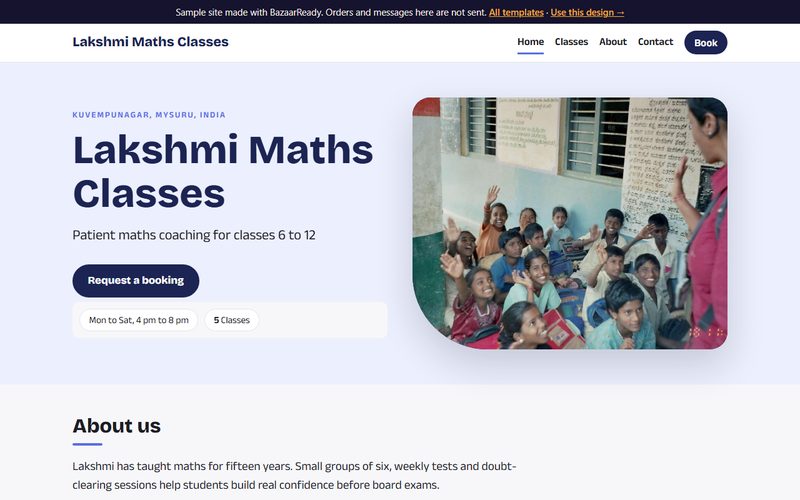 Sample site made with BazaarReady. Orders and messages here are not sent. All templates · Use this design →
Lakshmi Maths Classes
Home
Classes
About
Contact
Book
KUVEMPUNAGAR, MYSURU, INDIA
Lakshmi Maths
Classes
Patient maths coaching for classes 6 to 12
Request a booking
Mon to Sat, 4 pm to 8 pm
5 Classes
About us
Lakshmi has taught maths for fifteen years. Small groups of six, weekly tests and doubt-
clearing sessions help students build real confidence before board exams.